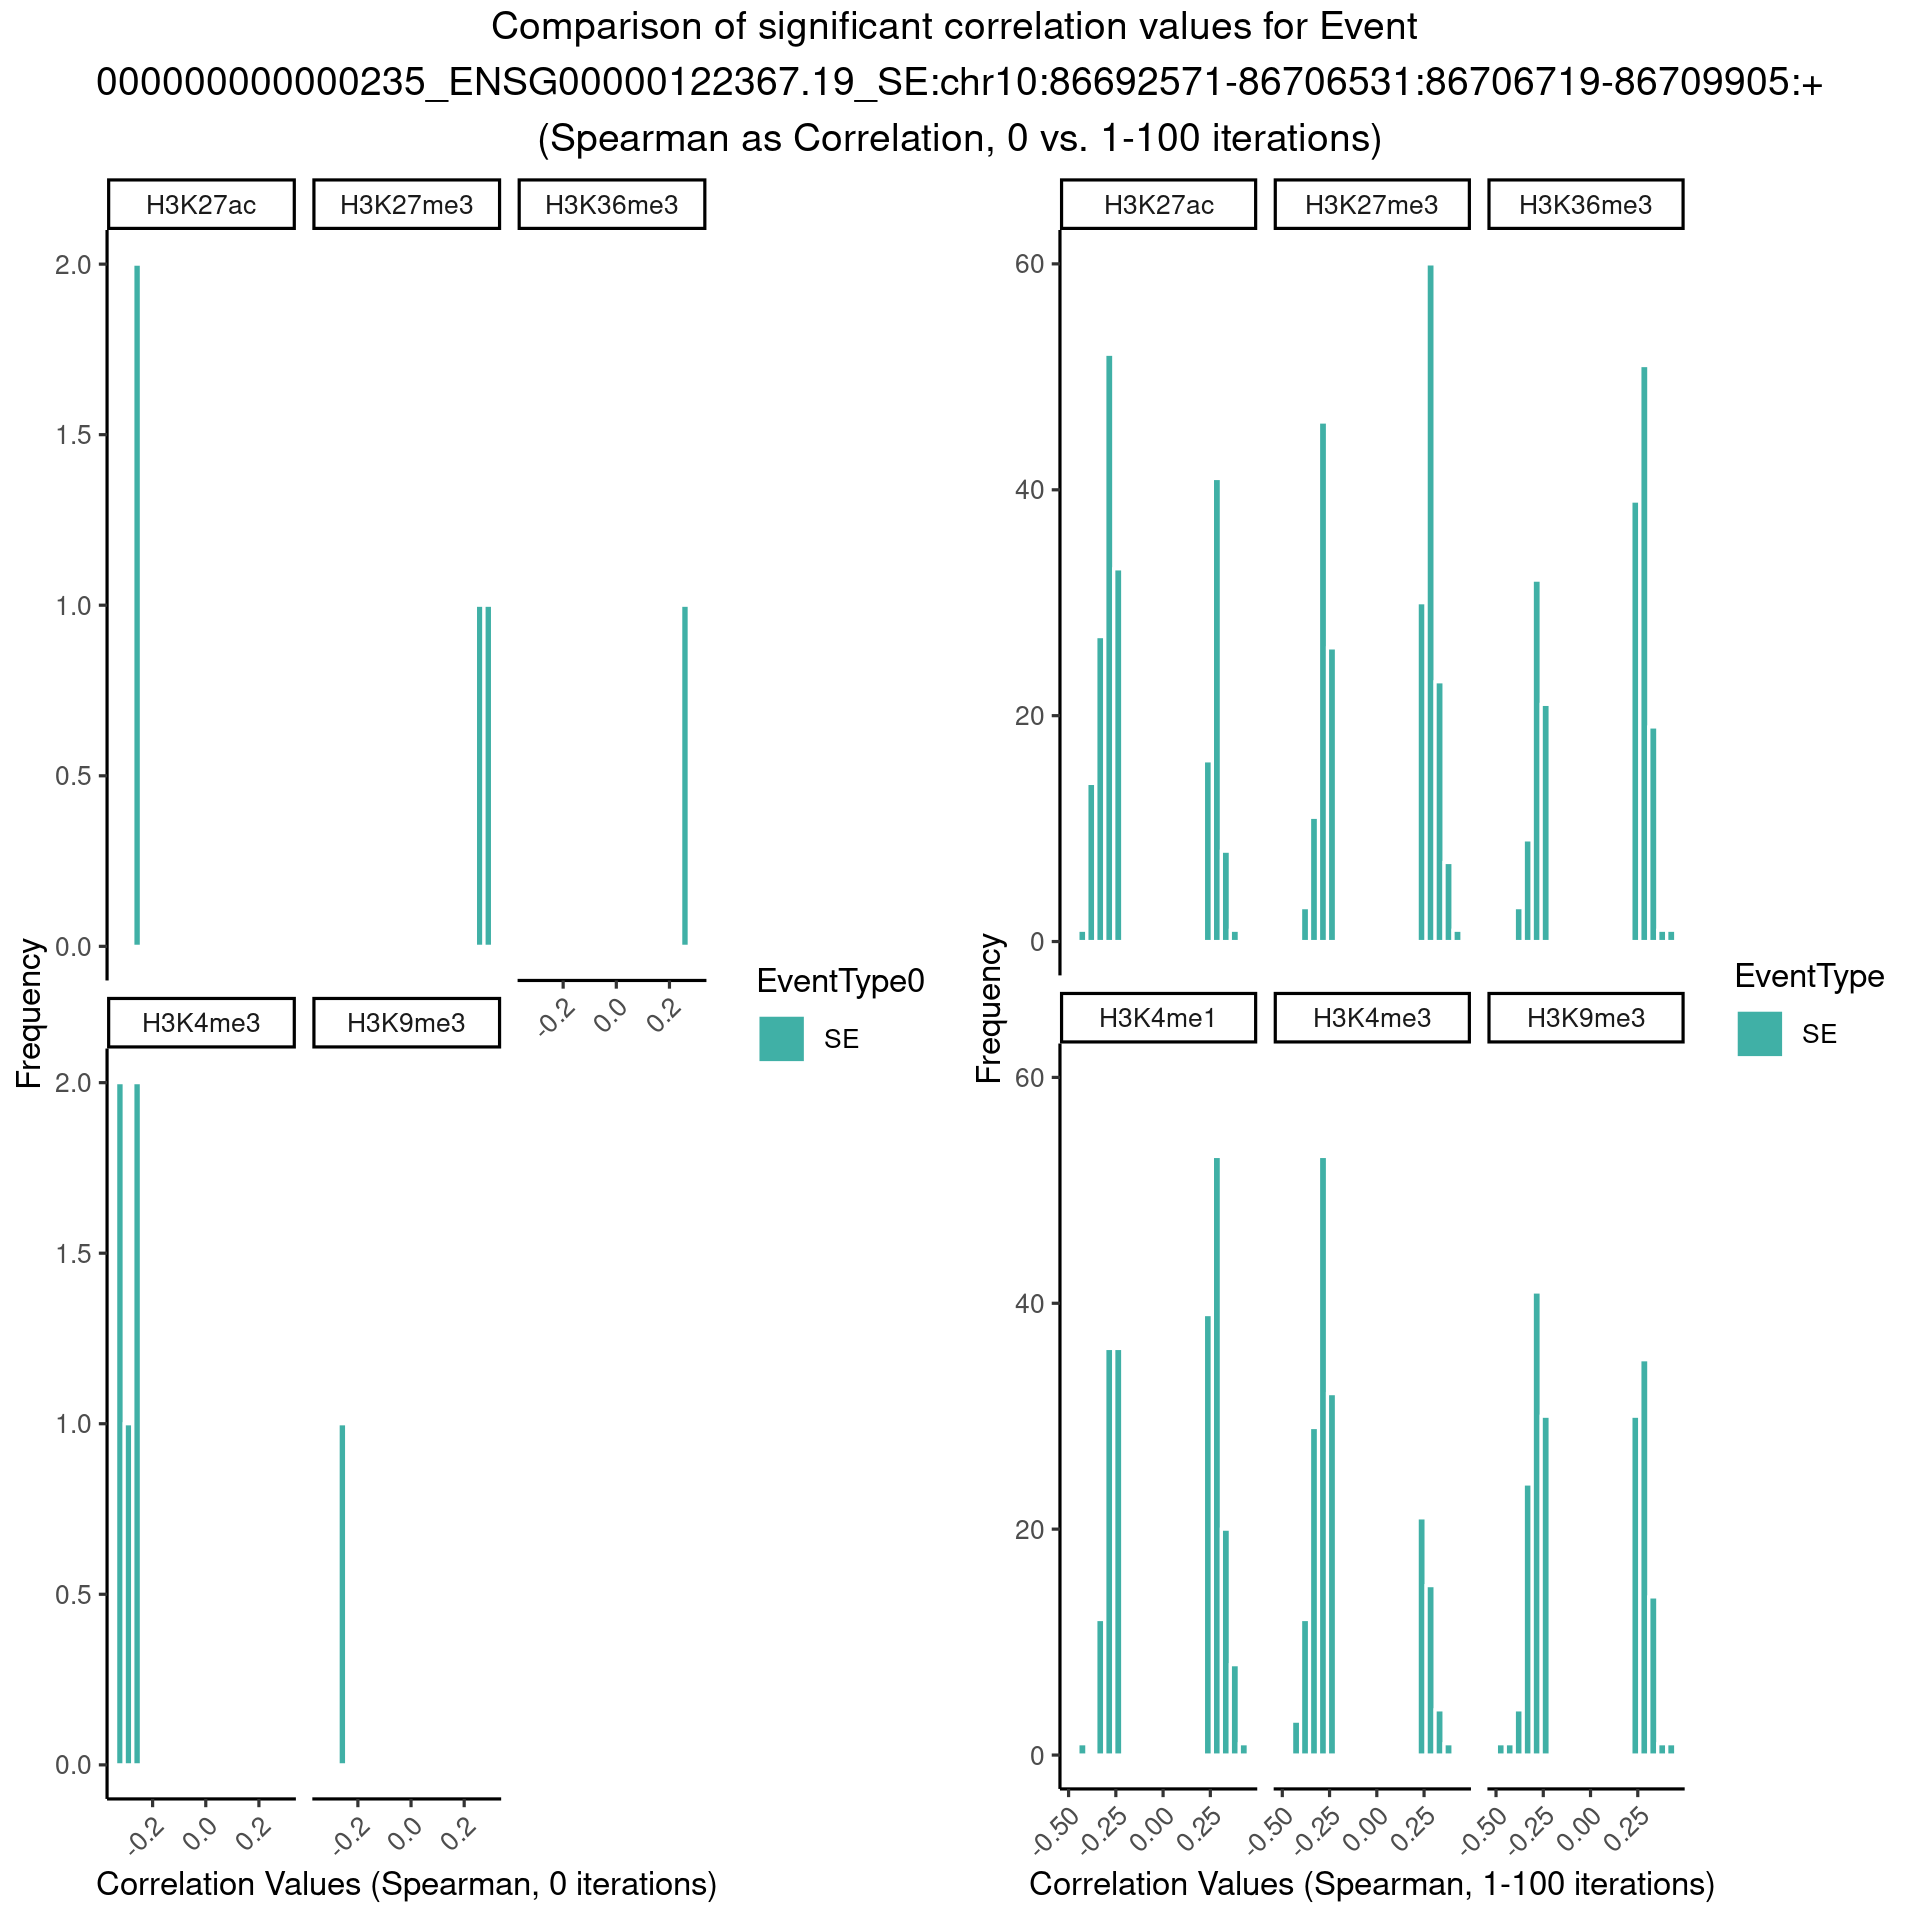 Comparison of significant correlation values for Event
000000000000235_ENSG00000122367.19_SE:chr10:86692571-86706531:86706719-86709905:+
(Spearman as Correlation, 0 vs. 1-100 iterations)
H3K27ac
H3K27me3
H3K36me3
2.0
1.5
1.0
0.5
0.0
-0.2
0.0
0.2
H3K4me3
H3K9me3
2.0
1.5
1.0
0.5
0.0
-0.2
0.0
0.2
-0.2
0.0
0.2
Frequency
Correlation Values (Spearman, 0 iterations)
EventType0
SE
H3K27ac
H3K27me3
H3K36me3
60
40
20
0
H3K4me1
H3K4me3
H3K9me3
60
40
20
0
-0.50
-0.25
0.00
0.25
-0.50
-0.25
0.00
0.25
-0.50
-0.25
0.00
0.25
Frequency
Correlation Values (Spearman, 1-100 iterations)
EventType
SE